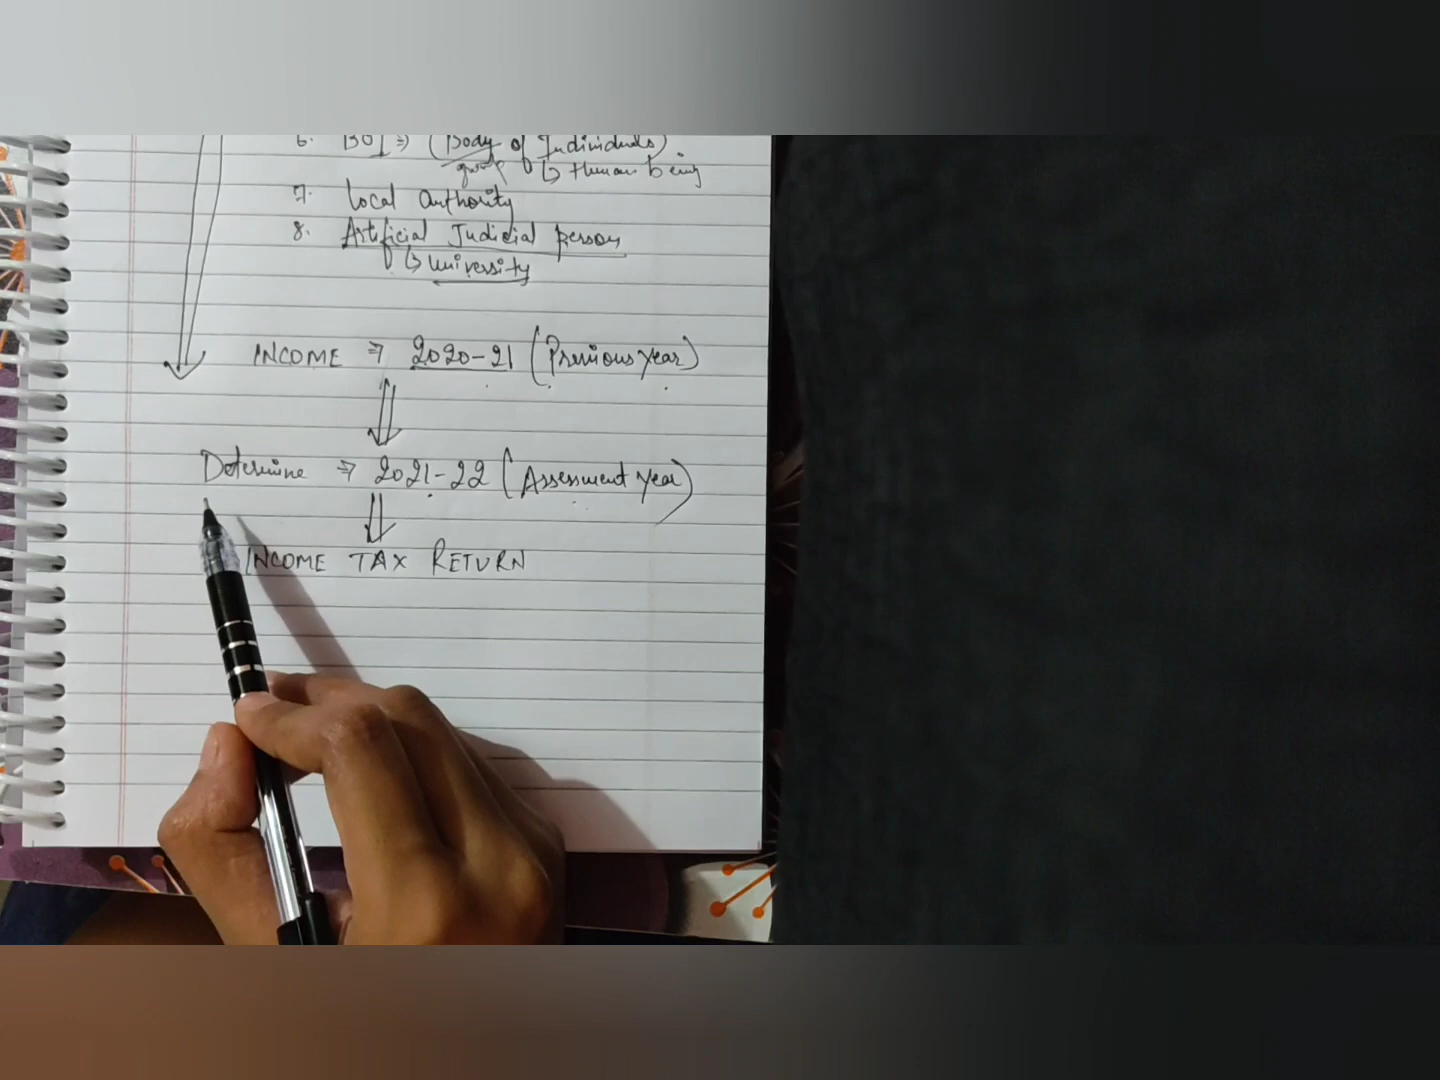 6. BOI ⇒ (Body of Individuals)
group ↳ Human being
7. Local Authority
8. Artificial Judicial person
↳ University
INCOME ⇒ 2020-21 (Previous year)
Determine ⇒ 2021-22 (Assessment year)
INCOME TAX RETURN